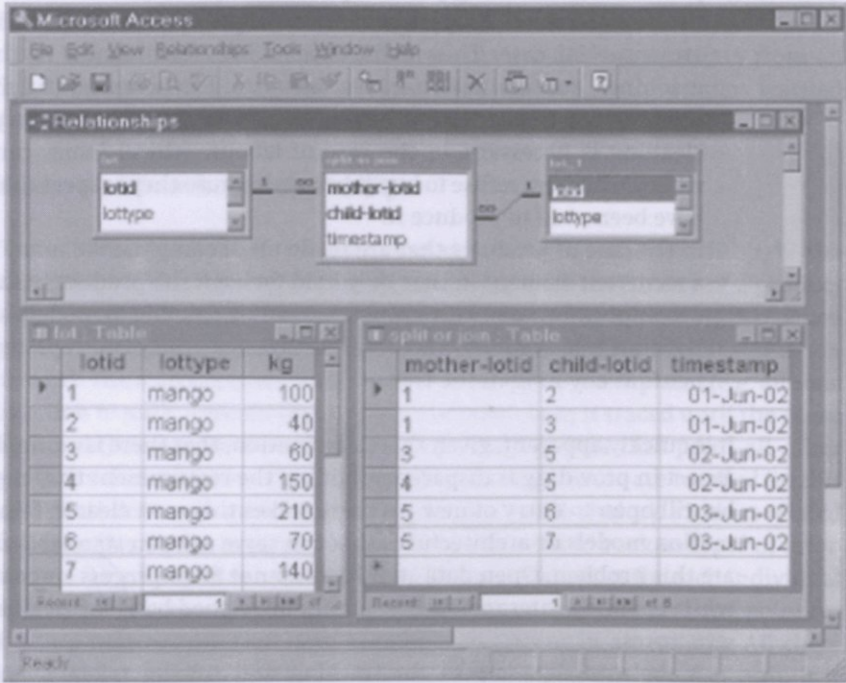 Microsoft Access
File Edit View Relationships Tools Window Help
Relationships
lot
lotid
lottype
1
∞
split or join
mother-lotid
child-lotid
timestamp
∞
1
lot_1
lotid
lottype
lot : Table
lotid lottype kg
1 mango 100
2 mango 40
3 mango 60
4 mango 150
5 mango 210
6 mango 70
7 mango 140
Record: 1 of
split or join : Table
mother-lotid child-lotid timestamp
1 2 01-Jun-02
1 3 01-Jun-02
3 5 02-Jun-02
4 5 02-Jun-02
5 6 03-Jun-02
5 7 03-Jun-02
Record: 1 of 6
Ready